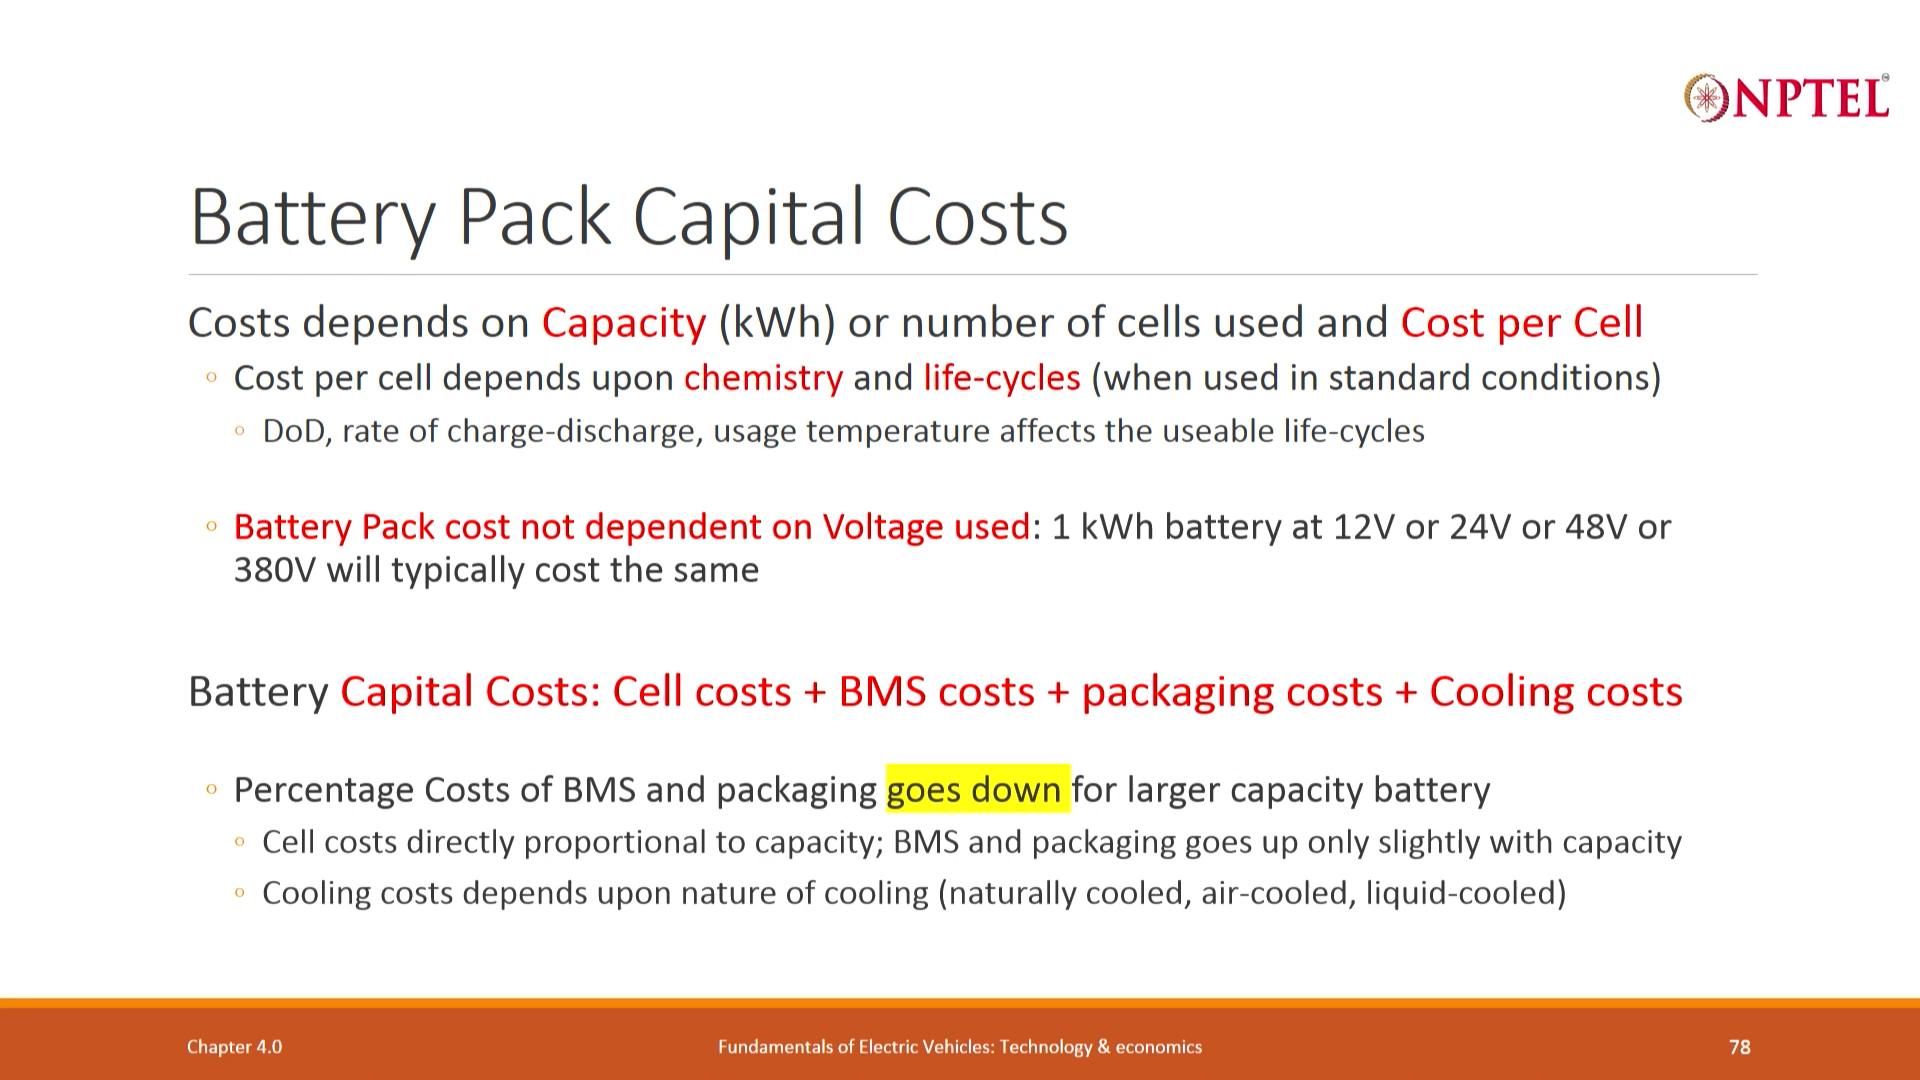 NPTEL
Battery Pack Capital Costs
Costs depends on Capacity (kWh) or number of cells used and Cost per Cell
◦ Cost per cell depends upon chemistry and life-cycles (when used in standard conditions)
◦ DoD, rate of charge-discharge, usage temperature affects the useable life-cycles
◦ Battery Pack cost not dependent on Voltage used: 1 kWh battery at 12V or 24V or 48V or
380V will typically cost the same
Battery Capital Costs: Cell costs + BMS costs + packaging costs + Cooling costs
◦ Percentage Costs of BMS and packaging goes down for larger capacity battery
◦ Cell costs directly proportional to capacity; BMS and packaging goes up only slightly with capacity
◦ Cooling costs depends upon nature of cooling (naturally cooled, air-cooled, liquid-cooled)
Chapter 4.0
Fundamentals of Electric Vehicles: Technology & economics
78